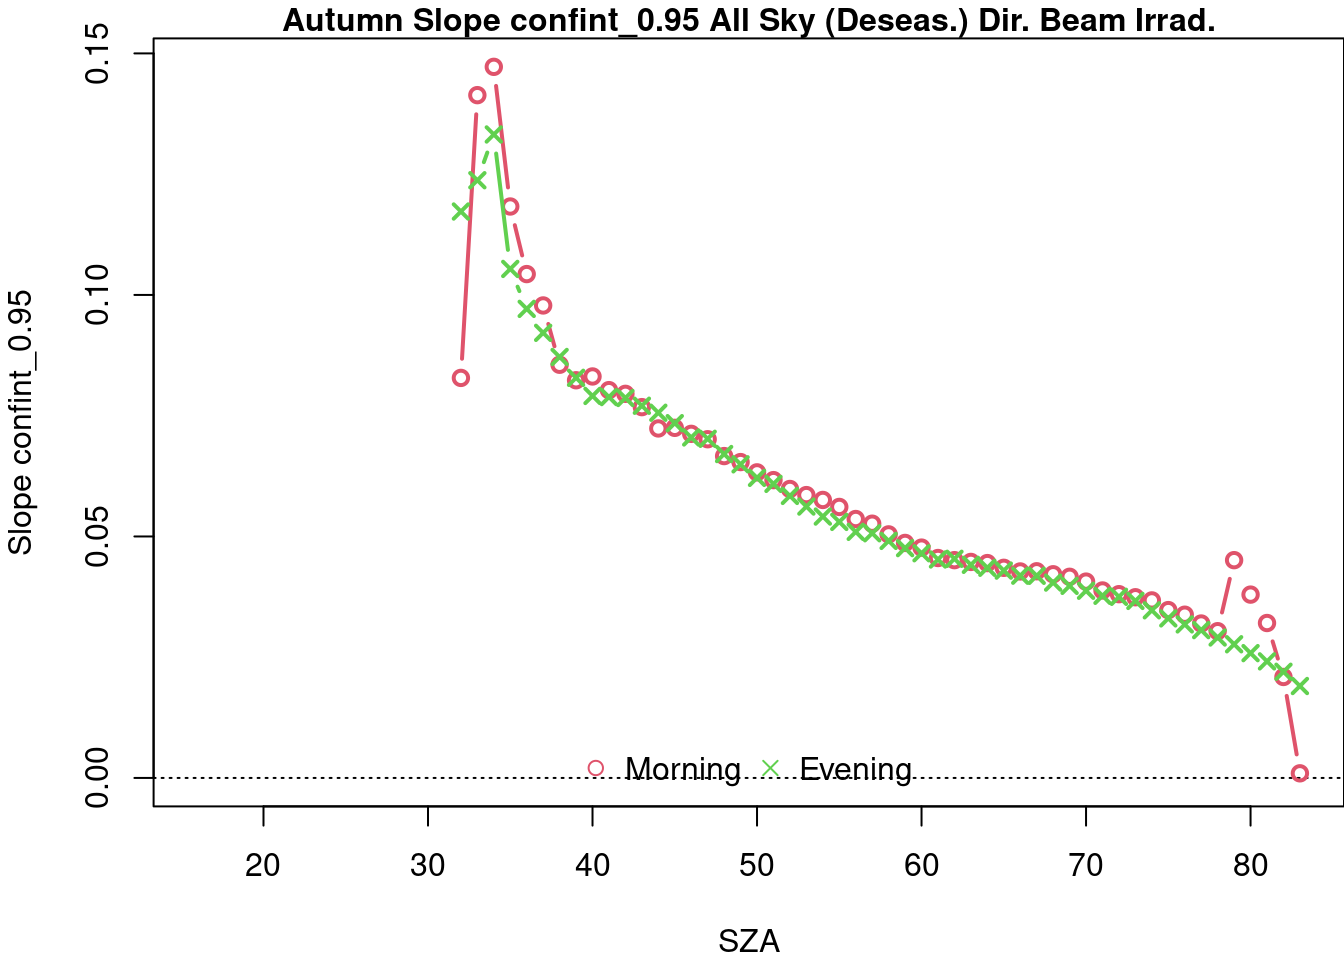 Autumn Slope confint_0.95 All Sky (Deseas.) Dir. Beam Irrad.
Slope confint_0.95
0.15
0.10
0.05
0.00
Morning Evening
20 30 40 50 60 70 80
SZA